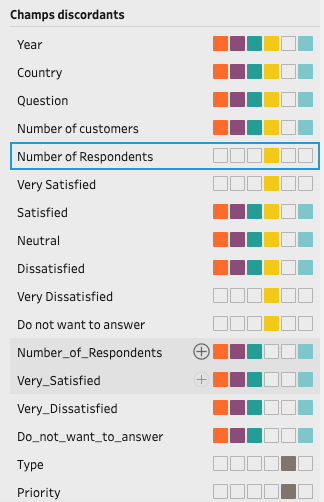 Champs discordants
Year
Country
Question
Number of customers
Number of Respondents
Very Satisfied
Satisfied
Neutral
Dissatisfied
Very Dissatisfied
Do not want to answer
Number_of_Respondents
Very_Satisfied
Very_Dissatisfied
Do_not_want_to_answer
Type
Priority